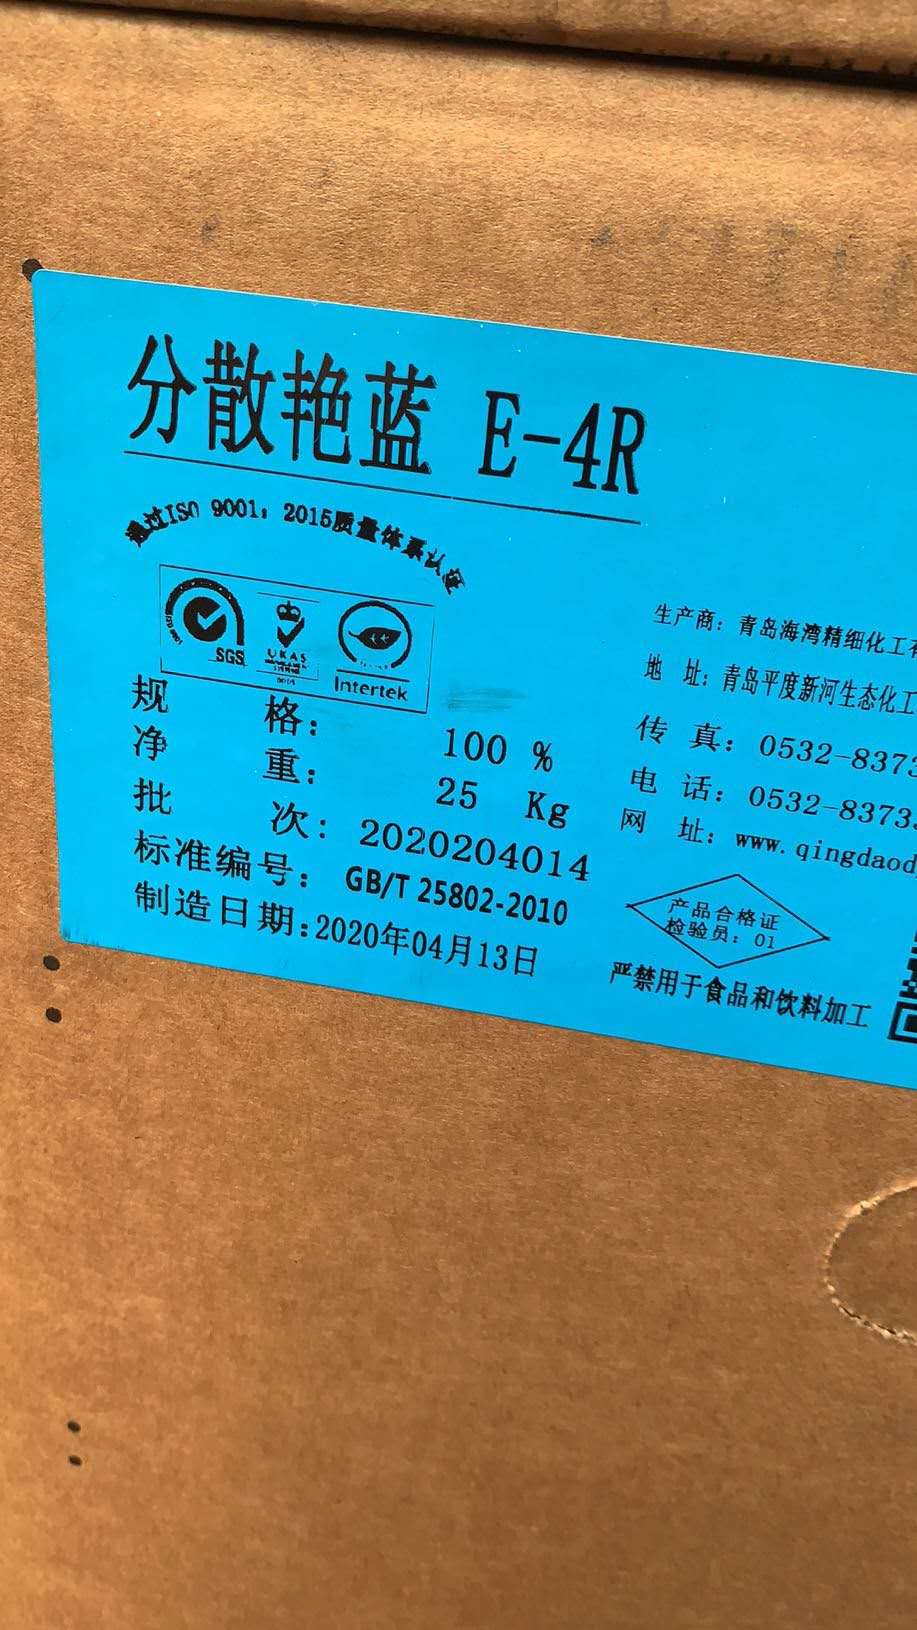 分散艳蓝 E-4R
通过ISO 9001：2015质量体系认证
SGS
UKAS
Intertek
规格： 100 %
净重： 25 Kg
批次： 2020204014
标准编号： GB/T 25802-2010
制造日期：2020年04月13日
生产商：青岛海湾精细化工有
地 址：青岛平度新河生态化工
传 真：0532-8373
电 话：0532-8373
网 址：www.qingdaod
产品合格证
检验员：01
严禁用于食品和饮料加工